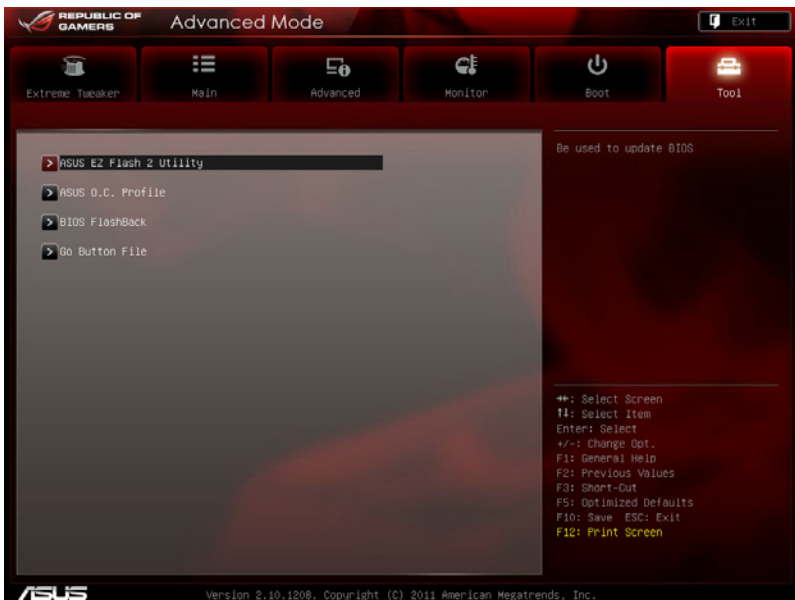 REPUBLIC OF
GAMERS
Advanced Mode
Exit
Extreme Tweaker
Main
Advanced
Monitor
Boot
Tool
ASUS EZ Flash 2 Utility
ASUS O.C. Profile
BIOS FlashBack
Go Button File
Be used to update BIOS
→←: Select Screen
↑↓: Select Item
Enter: Select
+/-: Change Opt.
F1: General Help
F2: Previous Values
F3: Short-Cut
F5: Optimized Defaults
F10: Save ESC: Exit
F12: Print Screen
ASUS
Version 2.10.1208. Copyright (C) 2011 American Megatrends, Inc.